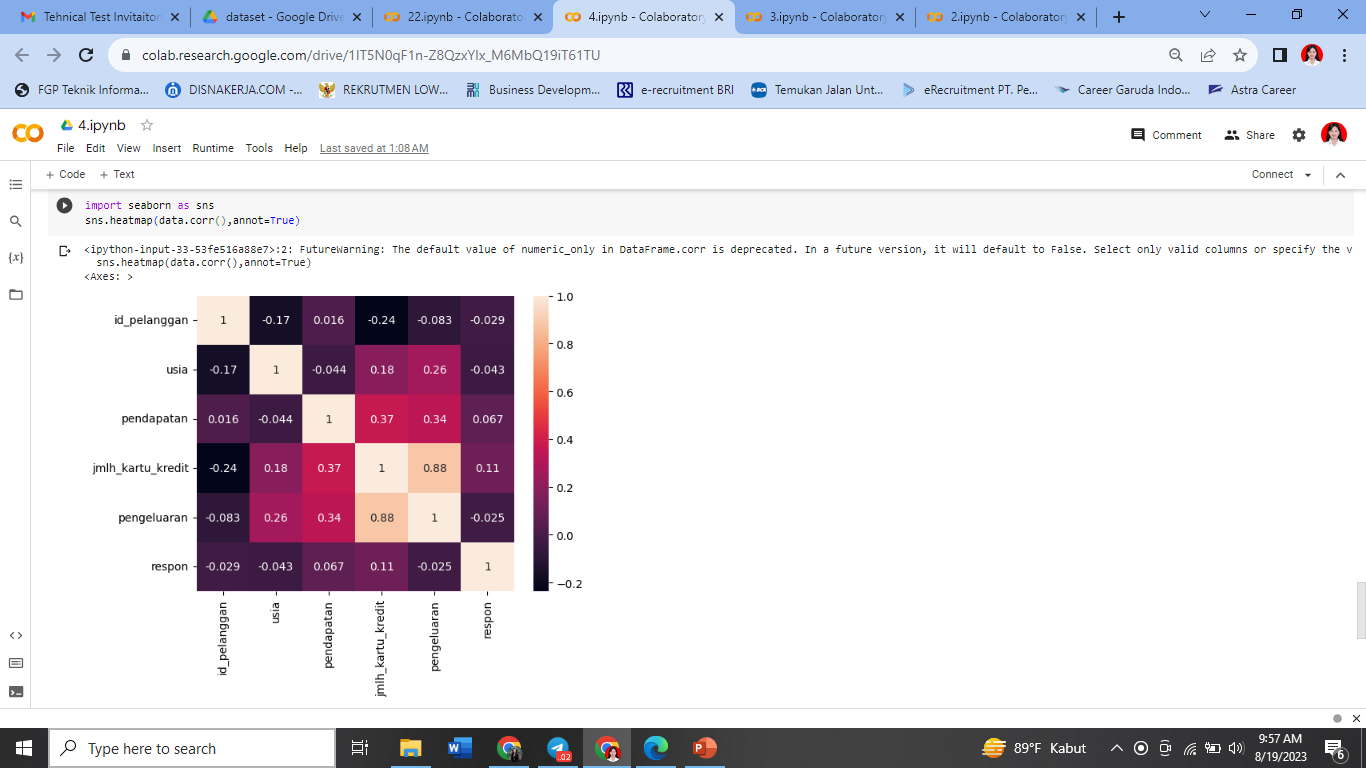 Tehnical Test Invitaiton
dataset - Google Drive
22.ipynb - Colaborato
4.ipynb - Colaboratory
3.ipynb - Colaboratory
2.ipynb - Colaboratory
colab.research.google.com/drive/1IT5N0qF1n-Z8QzxYIx_M6MbQ19iT61TU
FGP Teknik Informa...
DISNAKERJA.COM -...
REKRUTMEN LOW...
Business Developm...
e-recruitment BRI
Temukan Jalan Unt...
eRecruitment PT. Pe...
Career Garuda Indo...
Astra Career
4.ipynb
Comment
Share
File Edit View Insert Runtime Tools Help Last saved at 1:08 AM
+ Code + Text
Connect
import seaborn as sns
sns.heatmap(data.corr(),annot=True)
<ipython-input-33-53fe516a88e7>:2: FutureWarning: The default value of numeric_only in DataFrame.corr is deprecated. In a future version, it will default to False. Select only valid columns or specify the v
sns.heatmap(data.corr(),annot=True)
<Axes: >
id_pelanggan 1 -0.17 0.016 -0.24 -0.083 -0.029
usia -0.17 1 -0.044 0.18 0.26 -0.043
pendapatan 0.016 -0.044 1 0.37 0.34 0.067
jmlh_kartu_kredit -0.24 0.18 0.37 1 0.88 0.11
pengeluaran -0.083 0.26 0.34 0.88 1 -0.025
respon -0.029 -0.043 0.067 0.11 -0.025 1
id_pelanggan
usia
pendapatan
jmlh_kartu_kredit
pengeluaran
respon
1.0
0.8
0.6
0.4
0.2
0.0
−0.2
Type here to search
.02
89°F Kabut
9:57 AM
8/19/2023
6